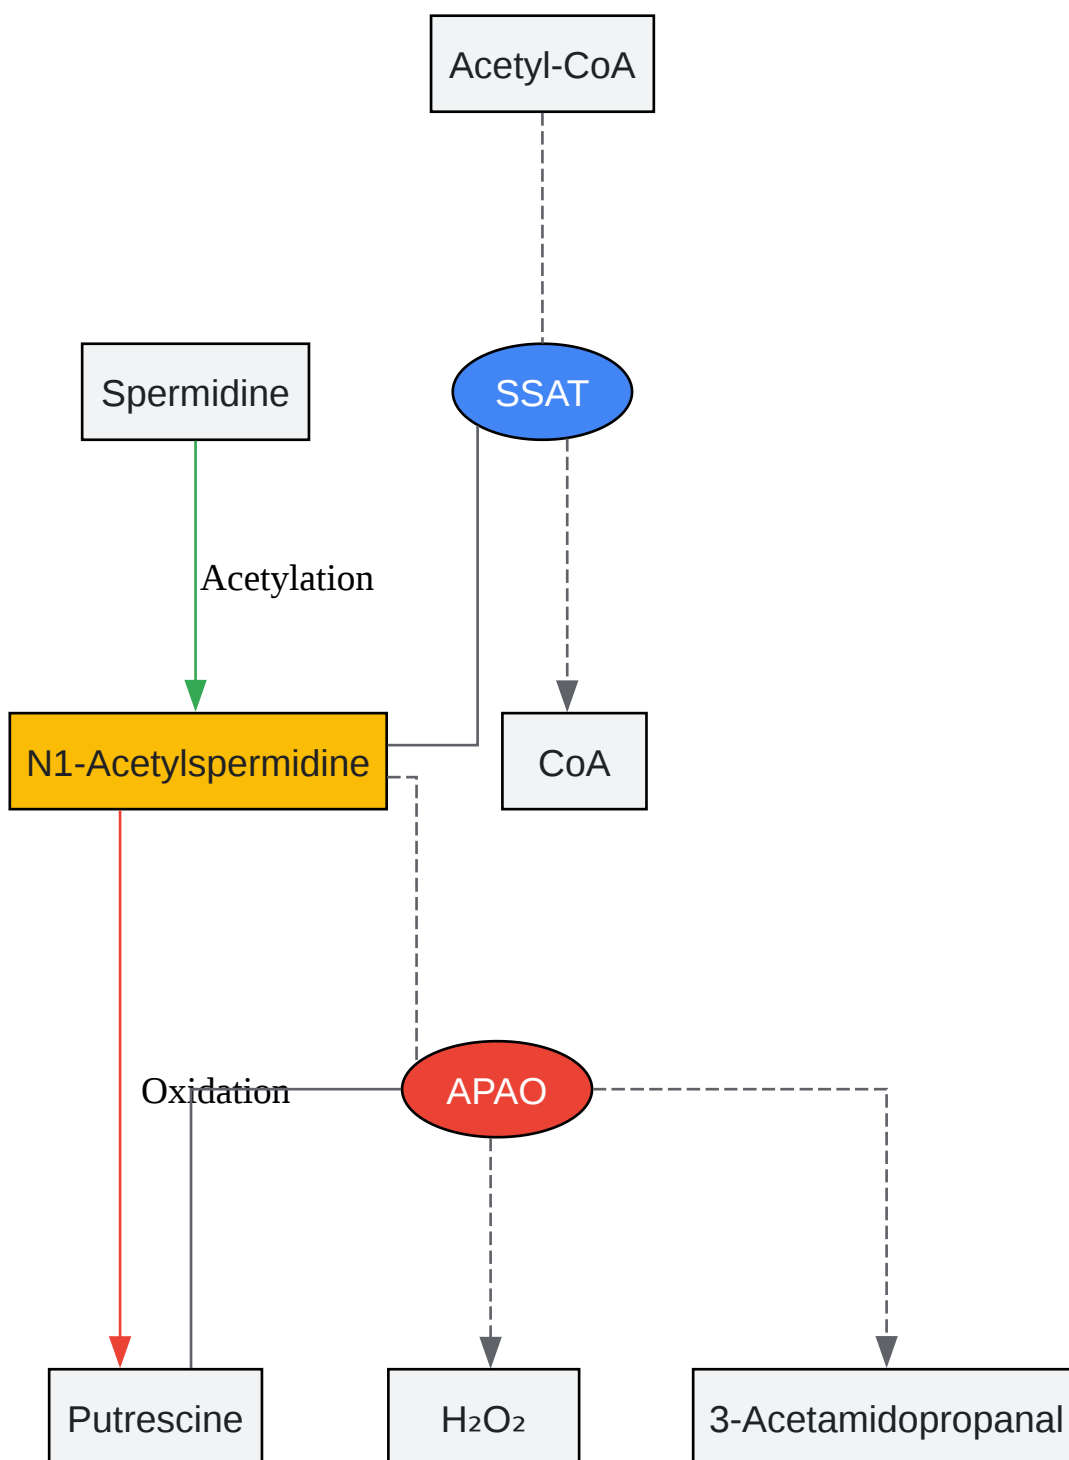 Acetyl-CoA
Spermidine
SSAT
Acetylation
N1-Acetylspermidine
CoA
Oxidation
APAO
Putrescine
H₂O₂
3-Acetamidopropanal